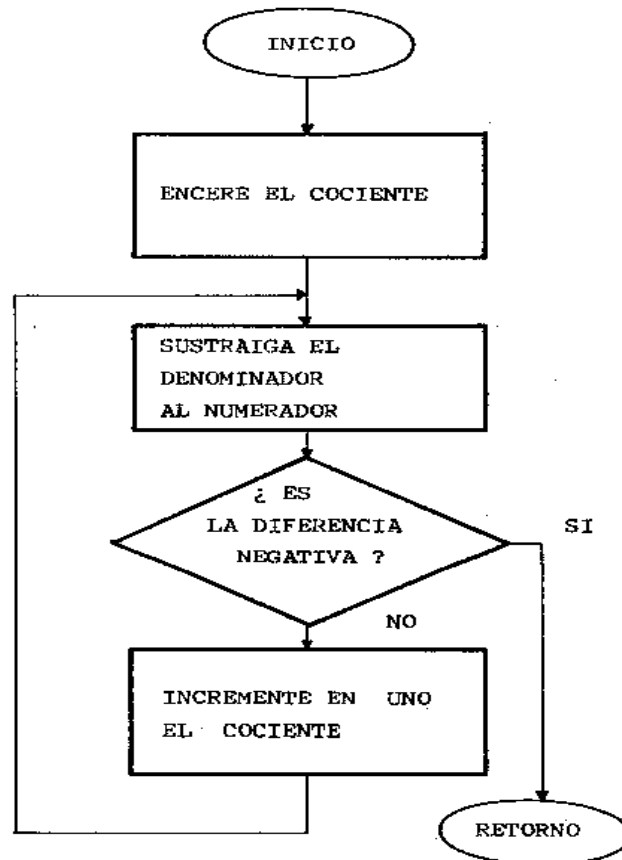 INICIO
ENCERE EL COCIENTE
SUSTRAIGA EL
DENOMINADOR
AL NUMERADOR
¿ ES
LA DIFERENCIA
NEGATIVA ?
SI
NO
INCREMENTE EN UNO
EL COCIENTE
RETORNO